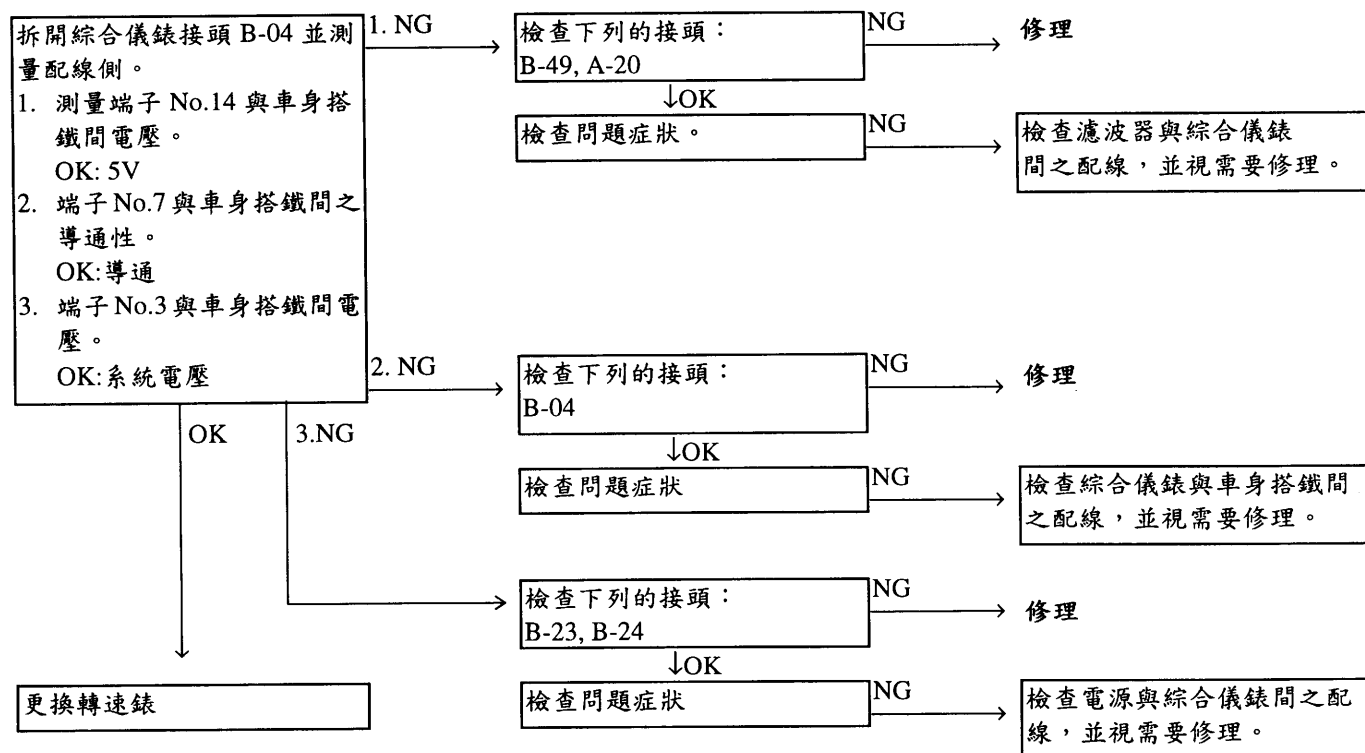 拆開綜合儀錶接頭 B-04 並測
量配線側。
1. 測量端子 No.14 與車身搭
鐵間電壓。
OK: 5V
2. 端子 No.7 與車身搭鐵間之
導通性。
OK:導通
3. 端子 No.3 與車身搭鐵間電
壓。
OK:系統電壓
1. NG
檢查下列的接頭：
B-49, A-20
NG
修理
↓OK
檢查問題症狀。
NG
檢查濾波器與綜合儀錶
間之配線，並視需要修理。
2. NG
檢查下列的接頭：
B-04
NG
修理
↓OK
檢查問題症狀
NG
檢查綜合儀錶與車身搭鐵間
之配線，並視需要修理。
OK
3.NG
檢查下列的接頭：
B-23, B-24
NG
修理
↓OK
檢查問題症狀
NG
檢查電源與綜合儀錶間之配
線，並視需要修理。
更換轉速錶